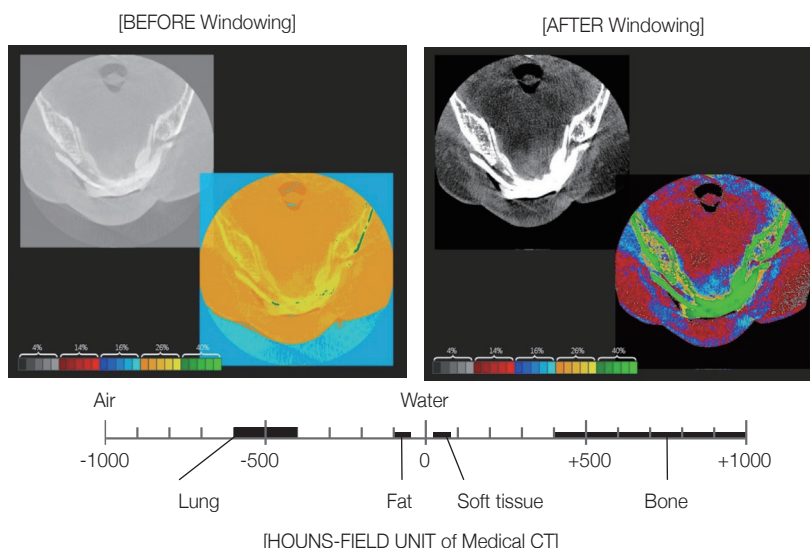 [BEFORE Windowing]
[AFTER Windowing]
4% 14% 16% 26% 40%
4% 14% 16% 26% 40%
Air
Water
-1000 -500 0 +500 +1000
Lung
Fat
Soft tissue
Bone
[HOUNS-FIELD UNIT of Medical CT]